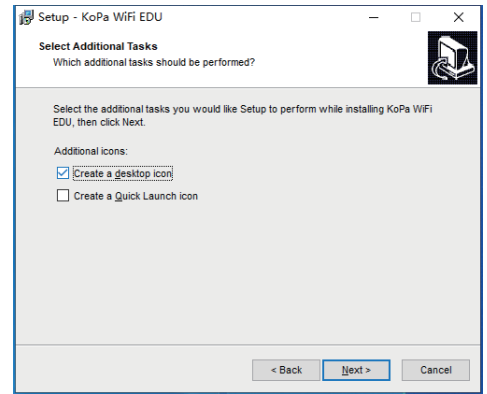 Setup - KoPa WiFi EDU
Select Additional Tasks
Which additional tasks should be performed?
Select the additional tasks you would like Setup to perform while installing KoPa WiFi
EDU, then click Next.
Additional icons:
Create a desktop icon
Create a Quick Launch icon
< Back
Next >
Cancel